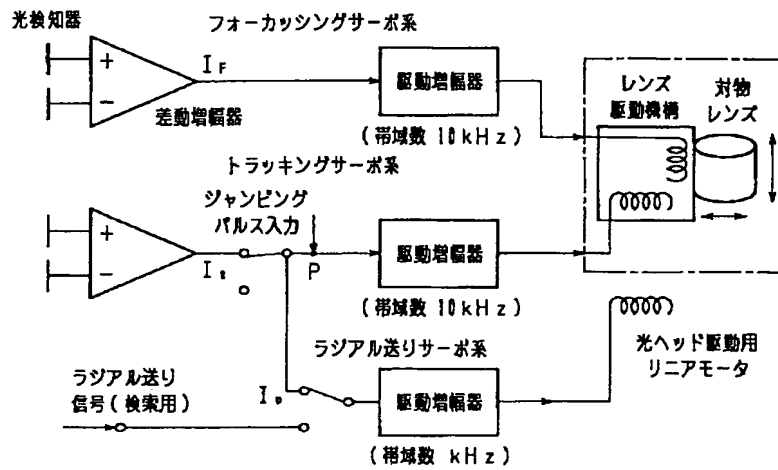 光検知器
フォーカッシングサーボ系
+
−
I F
差動増幅器
駆動増幅器
(帯域数 10kHz)
レンズ
駆動機構
対物
レンズ
トラッキングサーボ系
ジャンピング
パルス入力
+
−
P
駆動増幅器
(帯域数 10kHz)
ラジアル送りサーボ系
光ヘッド駆動用
リニアモータ
ラジアル送り
信号(検索用)
駆動増幅器
(帯域数 kHz)